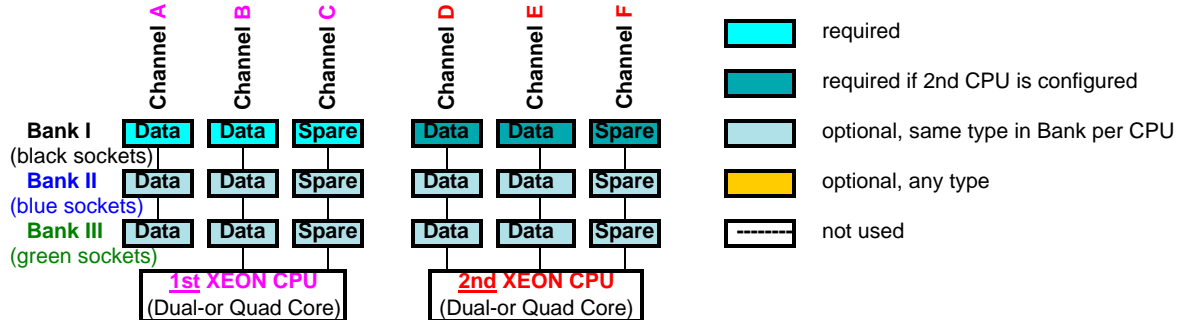 Channel A Channel B Channel C Channel D Channel E Channel F
required
required if 2nd CPU is configured
Bank I Data Data Spare Data Data Spare optional, same type in Bank per CPU
(black sockets)
Bank II Data Data Spare Data Data Spare optional, any type
(blue sockets)
Bank III Data Data Spare Data Data Spare -------- not used
(green sockets)
1st XEON CPU 2nd XEON CPU
(Dual-or Quad Core) (Dual-or Quad Core)